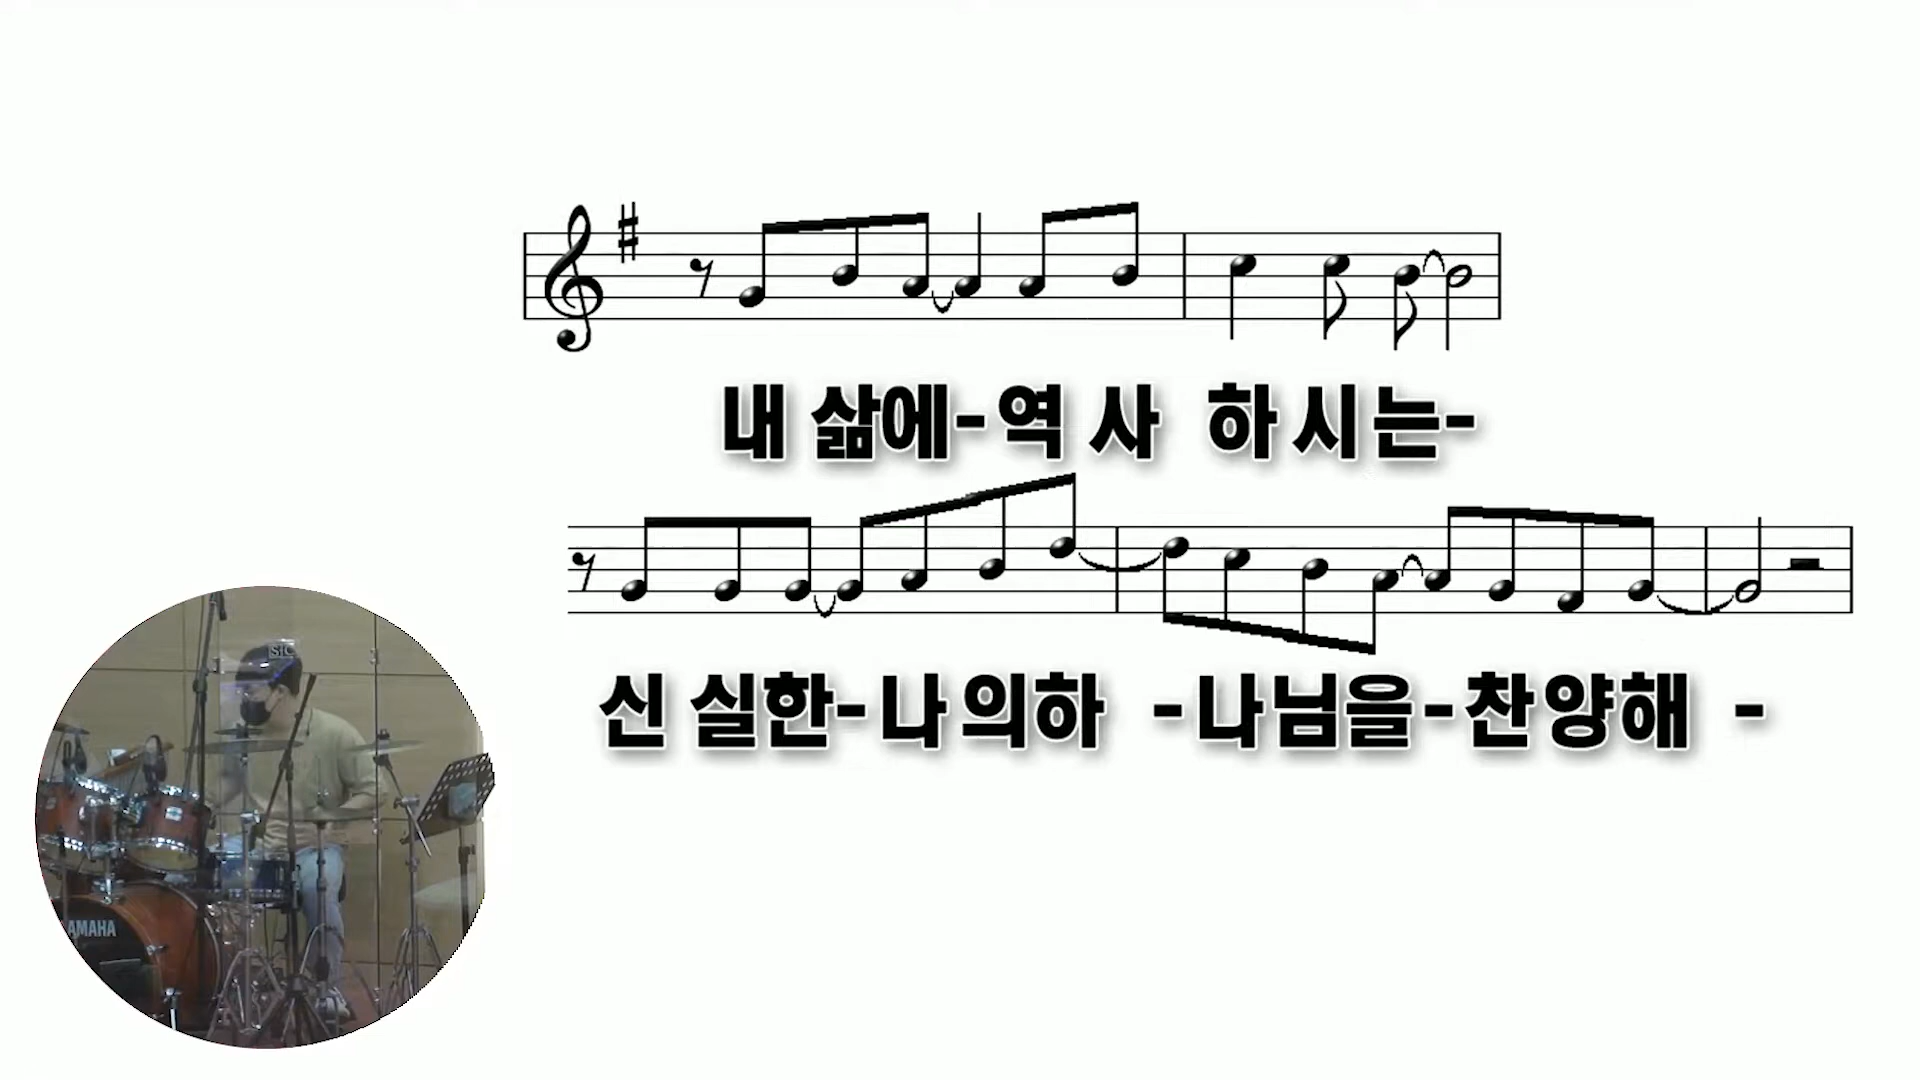 내 삶에-역 사 하 시 는-
신 실한-나 의하 -나님을-찬양해 -
AMAHA